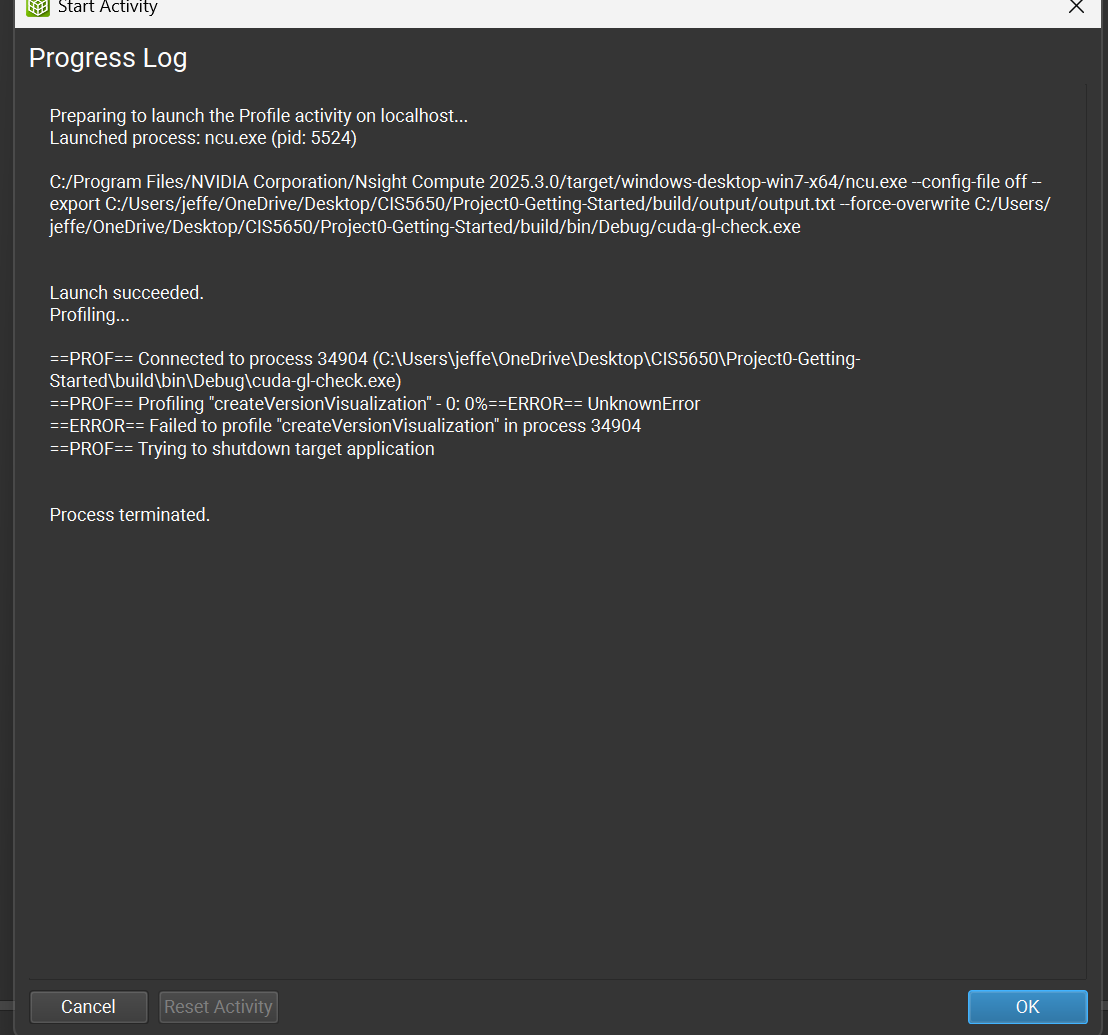 Start Activity
Progress Log
Preparing to launch the Profile activity on localhost...
Launched process: ncu.exe (pid: 5524)
C:/Program Files/NVIDIA Corporation/Nsight Compute 2025.3.0/target/windows-desktop-win7-x64/ncu.exe --config-file off --
export C:/Users/jeffe/OneDrive/Desktop/CIS5650/Project0-Getting-Started/build/output/output.txt --force-overwrite C:/Users/
jeffe/OneDrive/Desktop/CIS5650/Project0-Getting-Started/build/bin/Debug/cuda-gl-check.exe
Launch succeeded.
Profiling...
==PROF== Connected to process 34904 (C:\Users\jeffe\OneDrive\Desktop\CIS5650\Project0-Getting-
Started\build\bin\Debug\cuda-gl-check.exe)
==PROF== Profiling "createVersionVisualization" - 0: 0%==ERROR== UnknownError
==ERROR== Failed to profile "createVersionVisualization" in process 34904
==PROF== Trying to shutdown target application
Process terminated.
Cancel
Reset Activity
OK